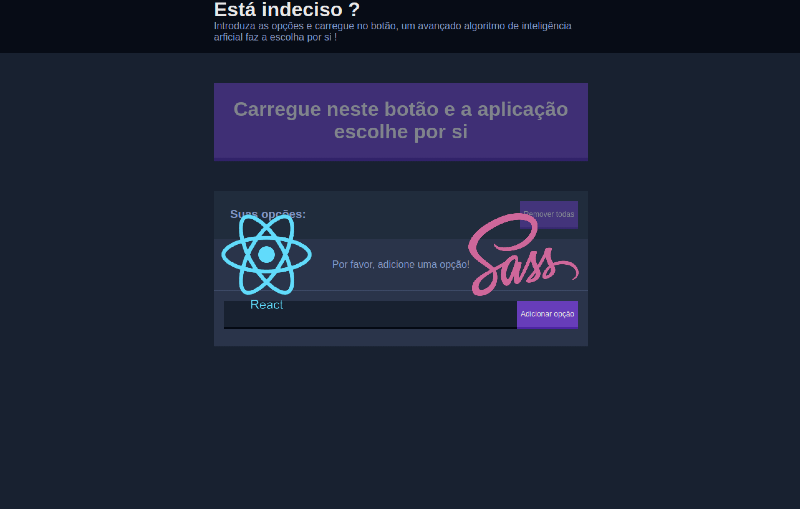 Está indeciso ?
Introduza as opções e carregue no botão, um avançado algoritmo de inteligência
arficial faz a escolha por si !
Carregue neste botão e a aplicação
escolhe por si
Suas opções:
Remover todas
Sass
Por favor, adicione uma opção!
React
Adicionar opção